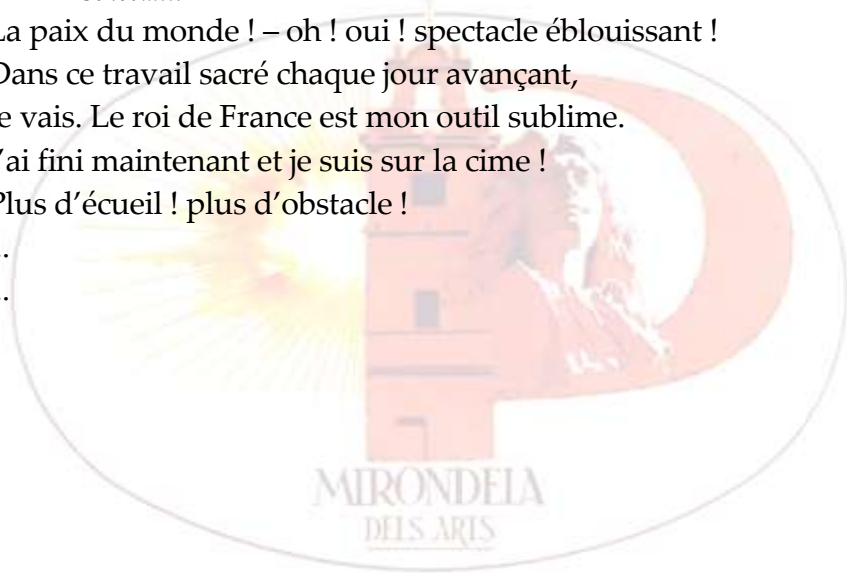 La paix du monde ! – oh ! oui ! spectacle éblouissant !
Dans ce travail sacré chaque jour avançant,
e vais. Le roi de France est mon outil sublime.
’ai fini maintenant et je suis sur la cime !
Plus d’écueil ! plus d’obstacle !
..
..
MIRONDELA
DELS ARTS